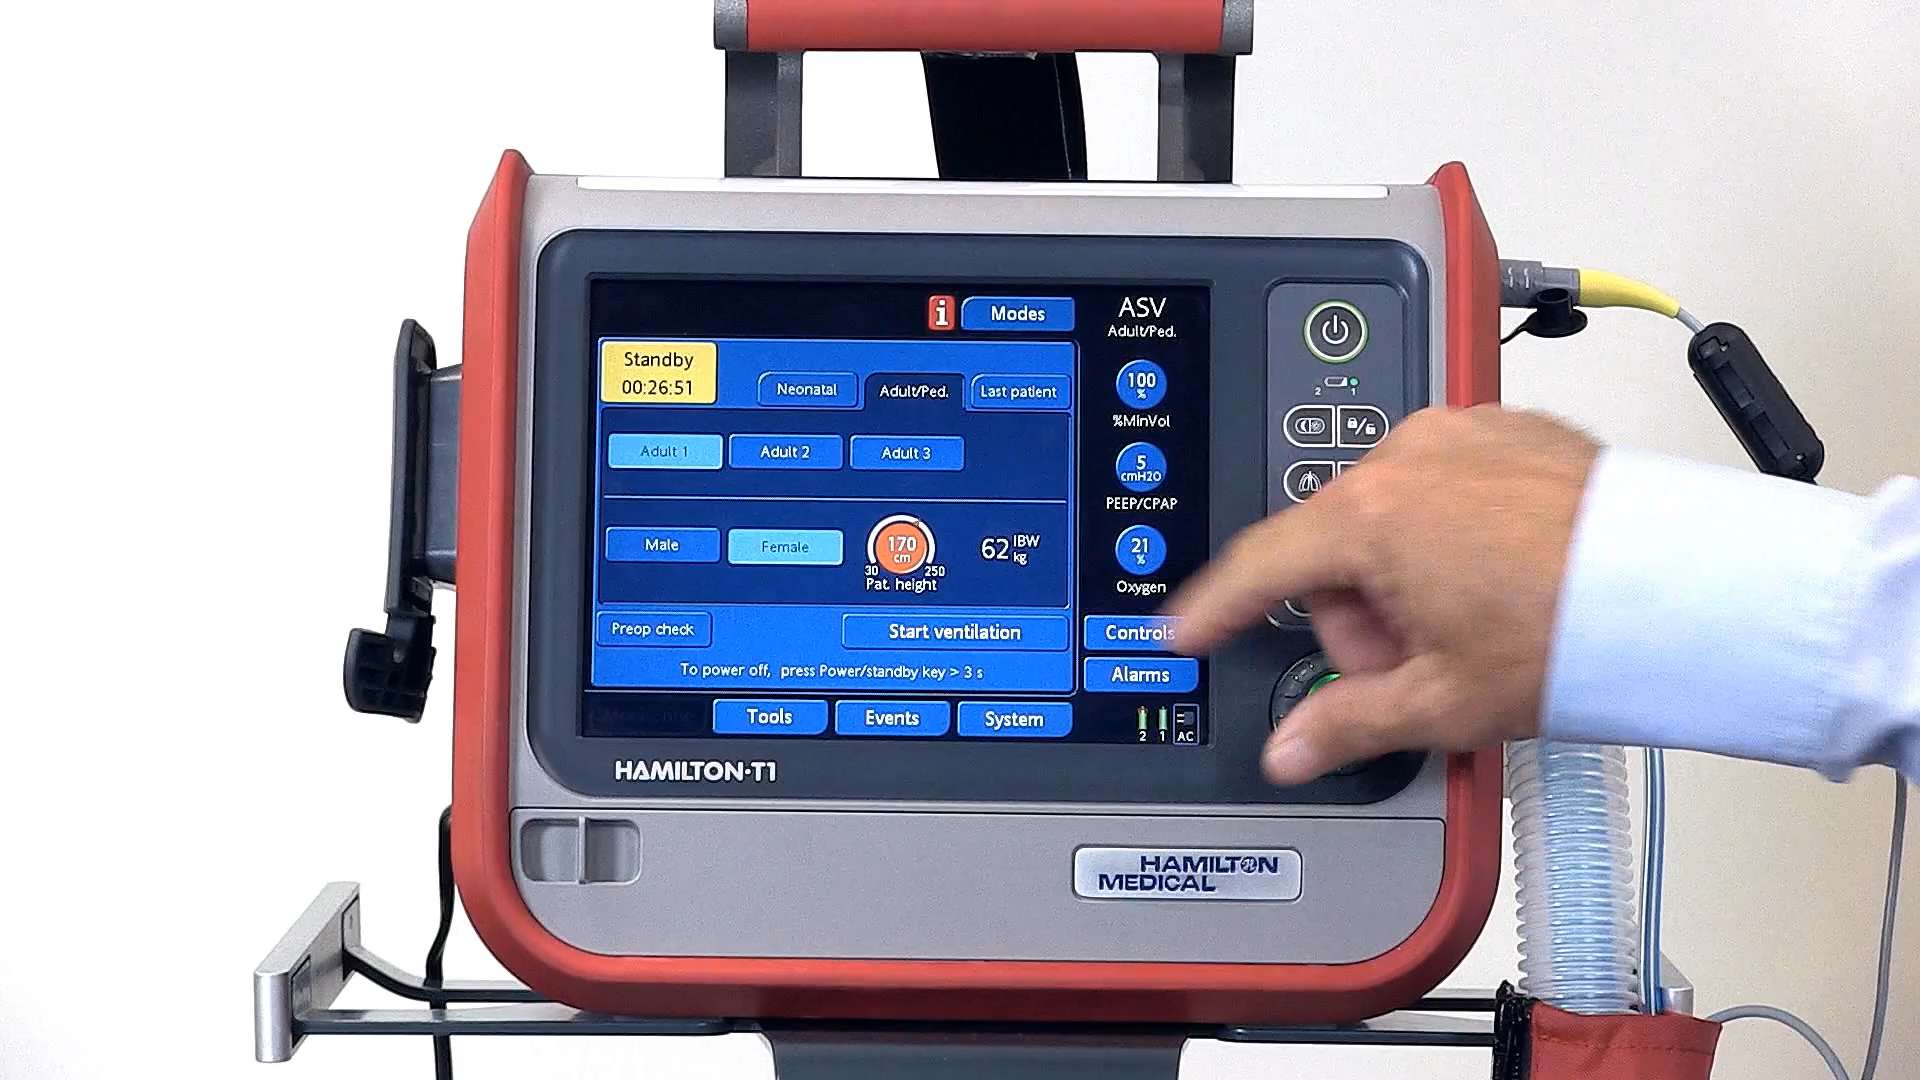 i
Modes
ASV
Adult/Ped.
Standby
00:26:51
Neonatal
Adult/Ped.
Last patient
100
%
%MinVol
Adult 1
Adult 2
Adult 3
5
cmH2O
PEEP/CPAP
Male
Female
170
cm
30
250
Pat. height
62 IBW
kg
21
%
Oxygen
Preop check
Start ventilation
Controls
To power off, press Power/standby key > 3 s
Alarms
Tools
Events
System
2
1
AC
2
1
HAMILTON-T1
HAMILTON
MEDICAL